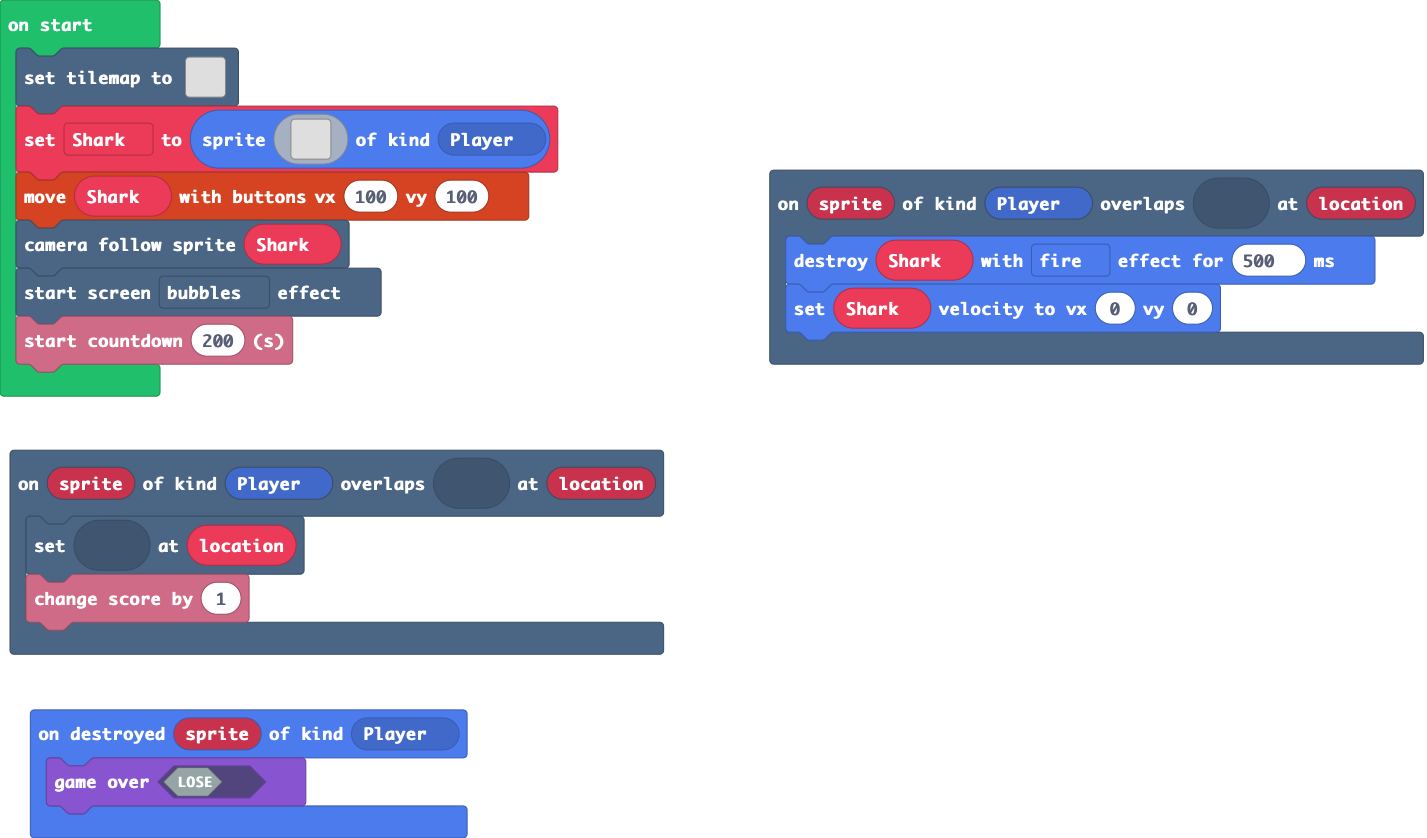 on start
set tilemap to
set Shark to sprite of kind Player
move Shark with buttons vx 100 vy 100
camera follow sprite Shark
start screen bubbles effect
start countdown 200 (s)
on sprite of kind Player overlaps at location
destroy Shark with fire effect for 500 ms
set Shark velocity to vx 0 vy 0
on sprite of kind Player overlaps at location
set at location
change score by 1
on destroyed sprite of kind Player
game over LOSE